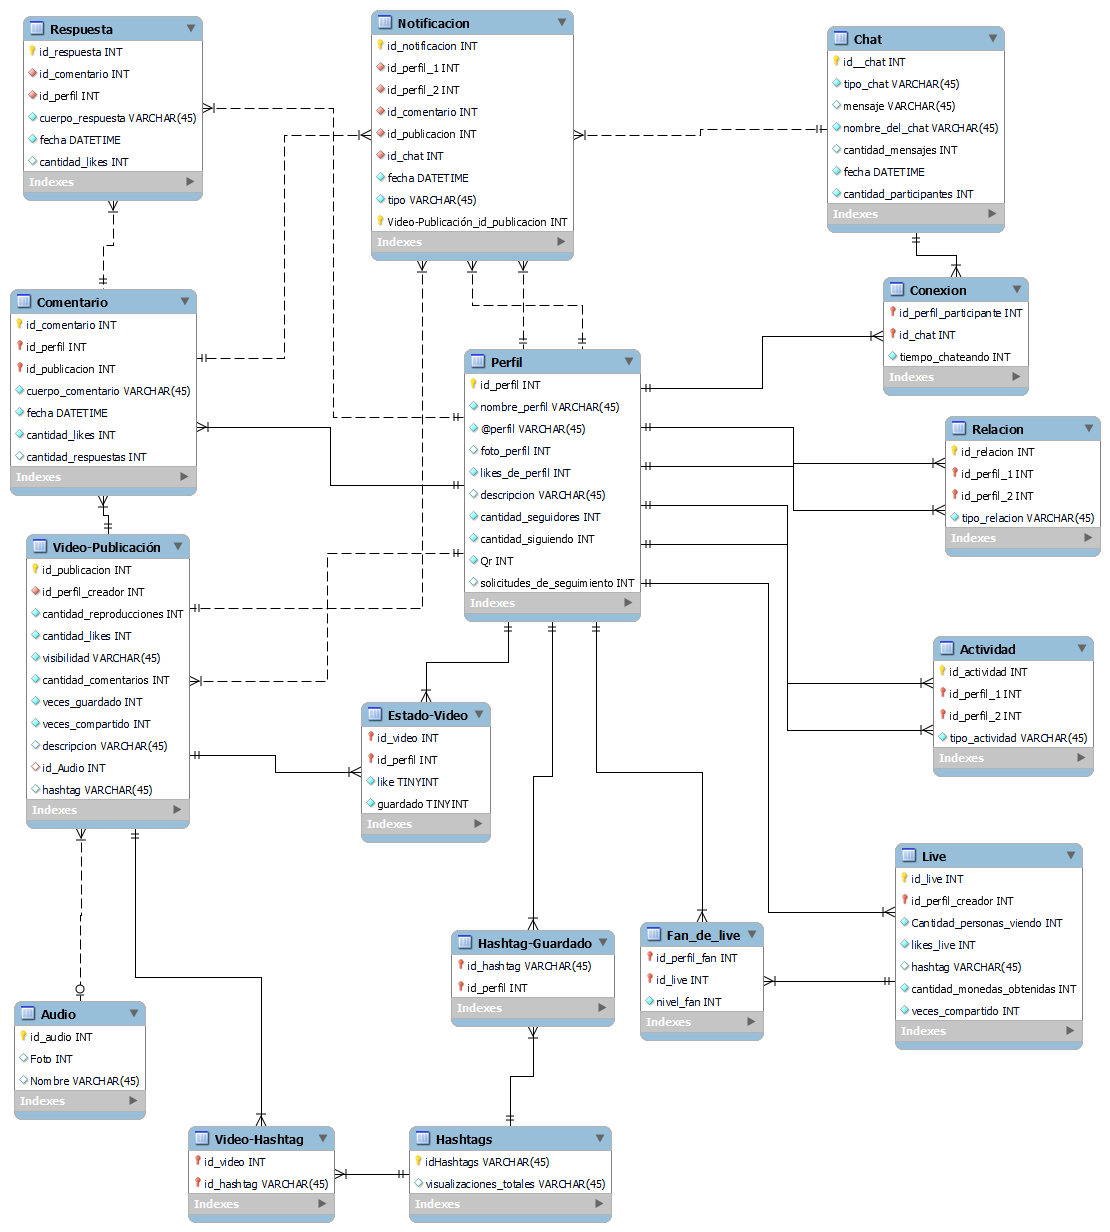 Respuesta
id_respuesta INT
id_comentario INT
id_perfil INT
cuerpo_respuesta VARCHAR(45)
fecha DATETIME
cantidad_likes INT
Indexes
Notificacion
id_notificacion INT
id_perfil_1 INT
id_perfil_2 INT
id_comentario INT
id_publicacion INT
id_chat INT
fecha DATETIME
tipo VARCHAR(45)
Video-Publicación_id_publicacion INT
Indexes
Chat
id__chat INT
tipo_chat VARCHAR(45)
mensaje VARCHAR(45)
nombre_del_chat VARCHAR(45)
cantidad_mensajes INT
fecha DATETIME
cantidad_participantes INT
Indexes
Comentario
id_comentario INT
id_perfil INT
id_publicacion INT
cuerpo_comentario VARCHAR(45)
fecha DATETIME
cantidad_likes INT
cantidad_respuestas INT
Indexes
Perfil
id_perfil INT
nombre_perfil VARCHAR(45)
@perfil VARCHAR(45)
foto_perfil INT
likes_de_perfil INT
descripcion VARCHAR(45)
cantidad_seguidores INT
cantidad_siguiendo INT
Qr INT
solicitudes_de_seguimiento INT
Indexes
Conexion
id_perfil_participante INT
id_chat INT
tiempo_chateando INT
Indexes
Relacion
id_relacion INT
id_perfil_1 INT
id_perfil_2 INT
tipo_relacion VARCHAR(45)
Indexes
Video-Publicación
id_publicacion INT
id_perfil_creador INT
cantidad_reproducciones INT
cantidad_likes INT
visibilidad VARCHAR(45)
cantidad_comentarios INT
veces_guardado INT
veces_compartido INT
descripcion VARCHAR(45)
id_Audio INT
hashtag VARCHAR(45)
Indexes
Estado-Video
id_video INT
id_perfil INT
like TINYINT
guardado TINYINT
Indexes
Actividad
id_actividad INT
id_perfil_1 INT
id_perfil_2 INT
tipo_actividad VARCHAR(45)
Indexes
Live
id_live INT
id_perfil_creador INT
Cantidad_personas_viendo INT
likes_live INT
hashtag VARCHAR(45)
cantidad_monedas_obtenidas INT
veces_compartido INT
Indexes
Hashtag-Guardado
id_hashtag VARCHAR(45)
id_perfil INT
Indexes
Fan_de_live
id_perfil_fan INT
id_live INT
nivel_fan INT
Indexes
Audio
id_audio INT
Foto INT
Nombre VARCHAR(45)
Indexes
Video-Hashtag
id_video INT
id_hashtag VARCHAR(45)
Indexes
Hashtags
idHashtags VARCHAR(45)
visualizaciones_totales VARCHAR(45)
Indexes